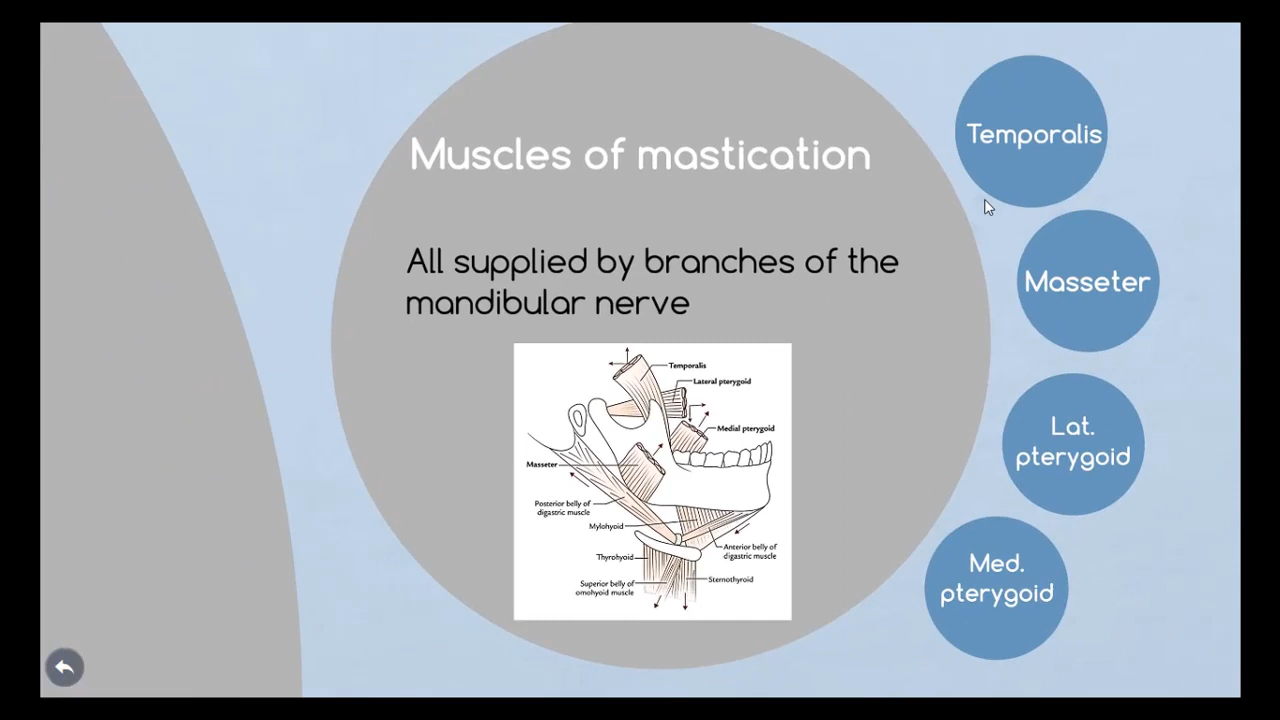 Muscles of mastication
All supplied by branches of the
mandibular nerve
Temporalis
Lateral pterygoid
Medial pterygoid
Masseter
Posterior belly of
digastric muscle
Mylohyoid
Anterior belly of
digastric muscle
Thyrohyoid
Sternothyroid
Superior belly of
omohyoid muscle
Temporalis
Masseter
Lat.
pterygoid
Med.
pterygoid